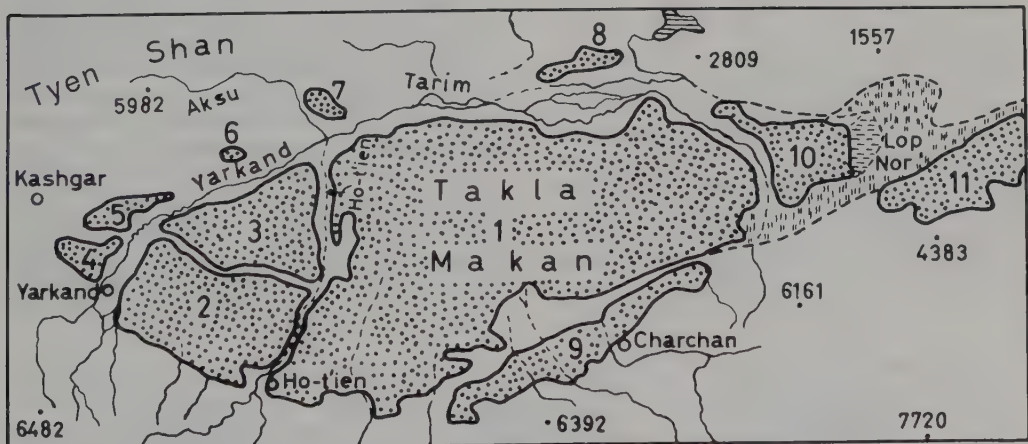 Tyen Shan
5982
Aksu
7
Tarim
8
2809
1557
6
Yarkand
Ho-tien
Kashgar
5
4
Yarkand
3
2
Takla
1
Makan
10
Lop
Nor
11
4383
6161
9
Charchan
Ho-tien
6482
6392
7720